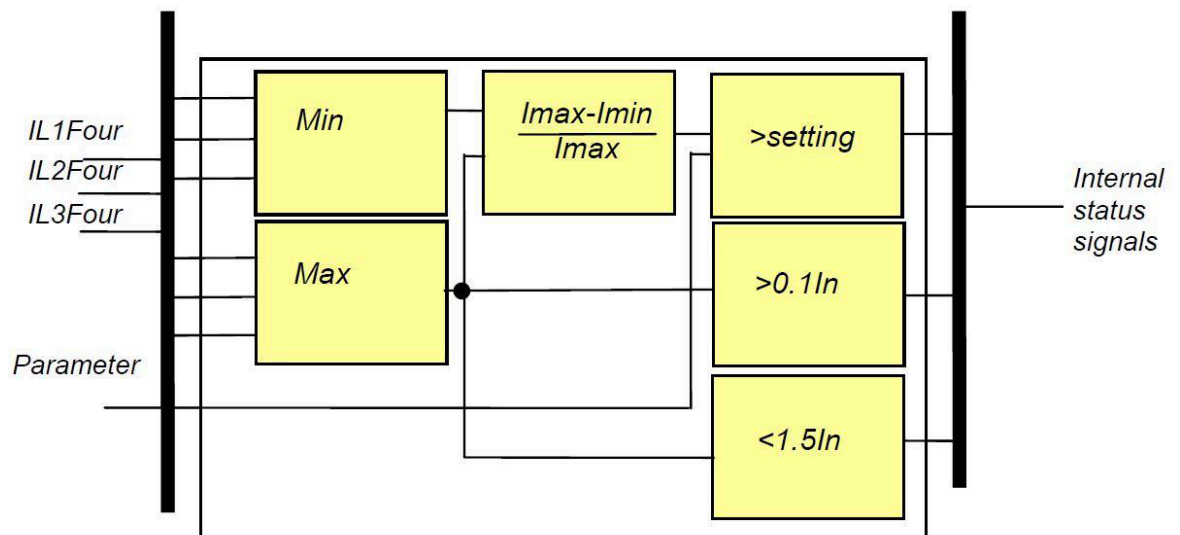 IL1Four
IL2Four
IL3Four
Parameter
Min
Max
Imax-Imin
Imax
>setting
>0.1In
<1.5In
Internal
status
signals